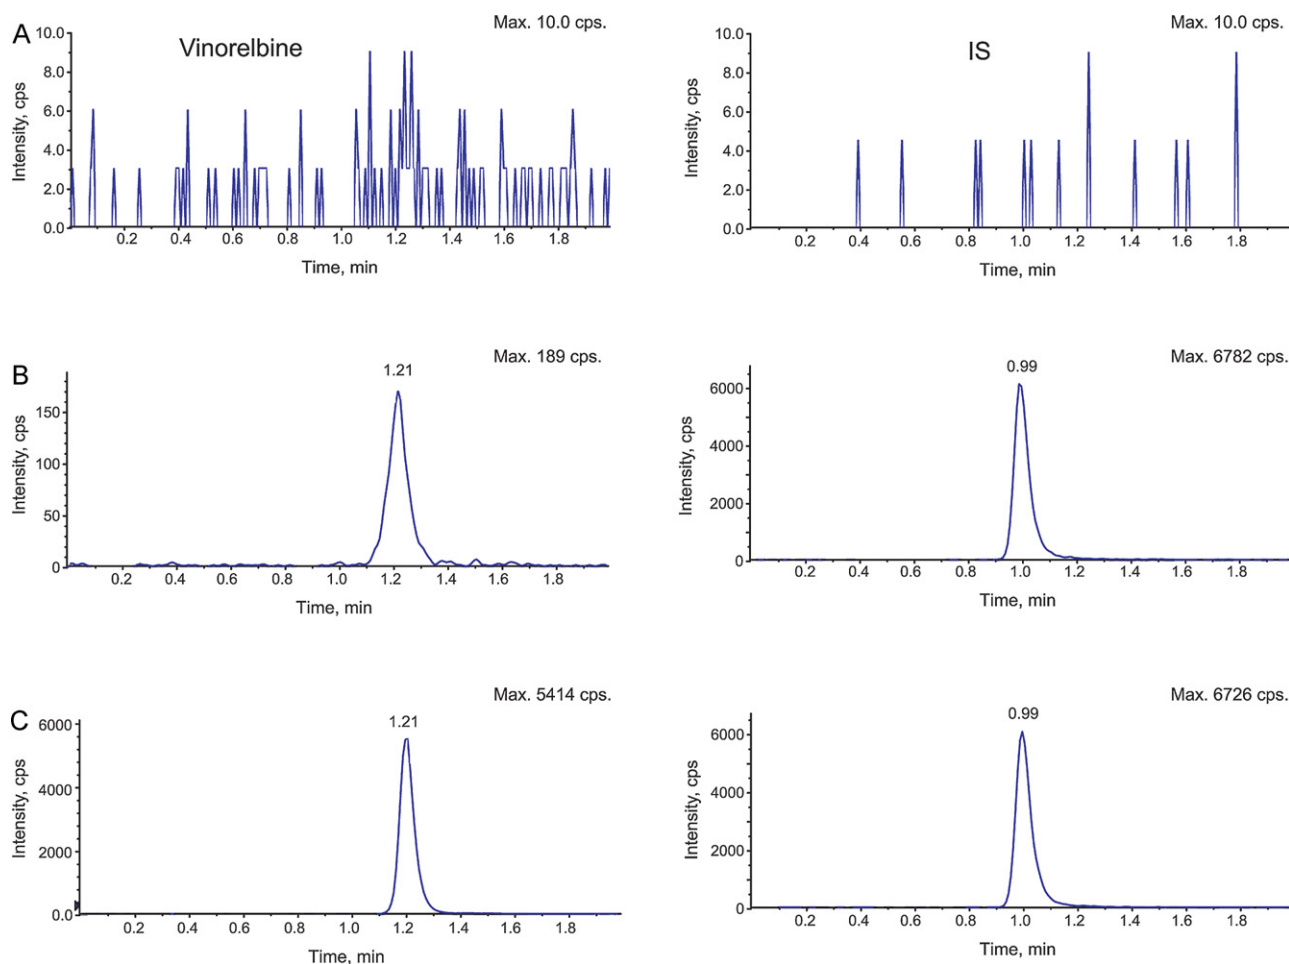 A
Vinorelbine
Max. 10.0 cps.
Intensity, cps
10.0
8.0
6.0
4.0
2.0
0.0
0.2 0.4 0.6 0.8 1.0 1.2 1.4 1.6 1.8
Time, min
IS
Max. 10.0 cps.
Intensity, cps
10.0
8.0
6.0
4.0
2.0
0.0
0.2 0.4 0.6 0.8 1.0 1.2 1.4 1.6 1.8
Time, min
B
Max. 189 cps.
1.21
Intensity, cps
150
100
50
0
0.2 0.4 0.6 0.8 1.0 1.2 1.4 1.6 1.8
Time, min
Max. 6782 cps.
0.99
Intensity, cps
6000
4000
2000
0
0.2 0.4 0.6 0.8 1.0 1.2 1.4 1.6 1.8
Time, min
C
Max. 5414 cps.
1.21
Intensity, cps
6000
4000
2000
0.0
0.2 0.4 0.6 0.8 1.0 1.2 1.4 1.6 1.8
Time, min
Max. 6726 cps.
0.99
Intensity, cps
6000
4000
2000
0
0.2 0.4 0.6 0.8 1.0 1.2 1.4 1.6 1.8
Time, min